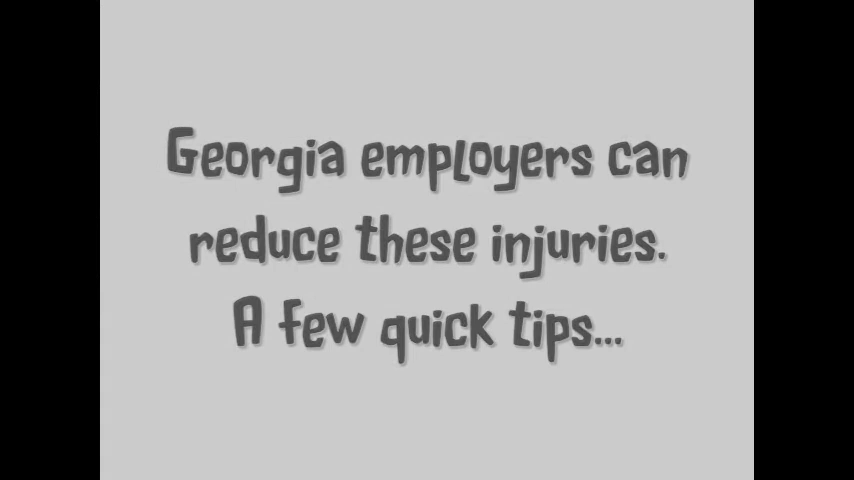 Georgia employers can
reduce these injuries.
A few quick tips...